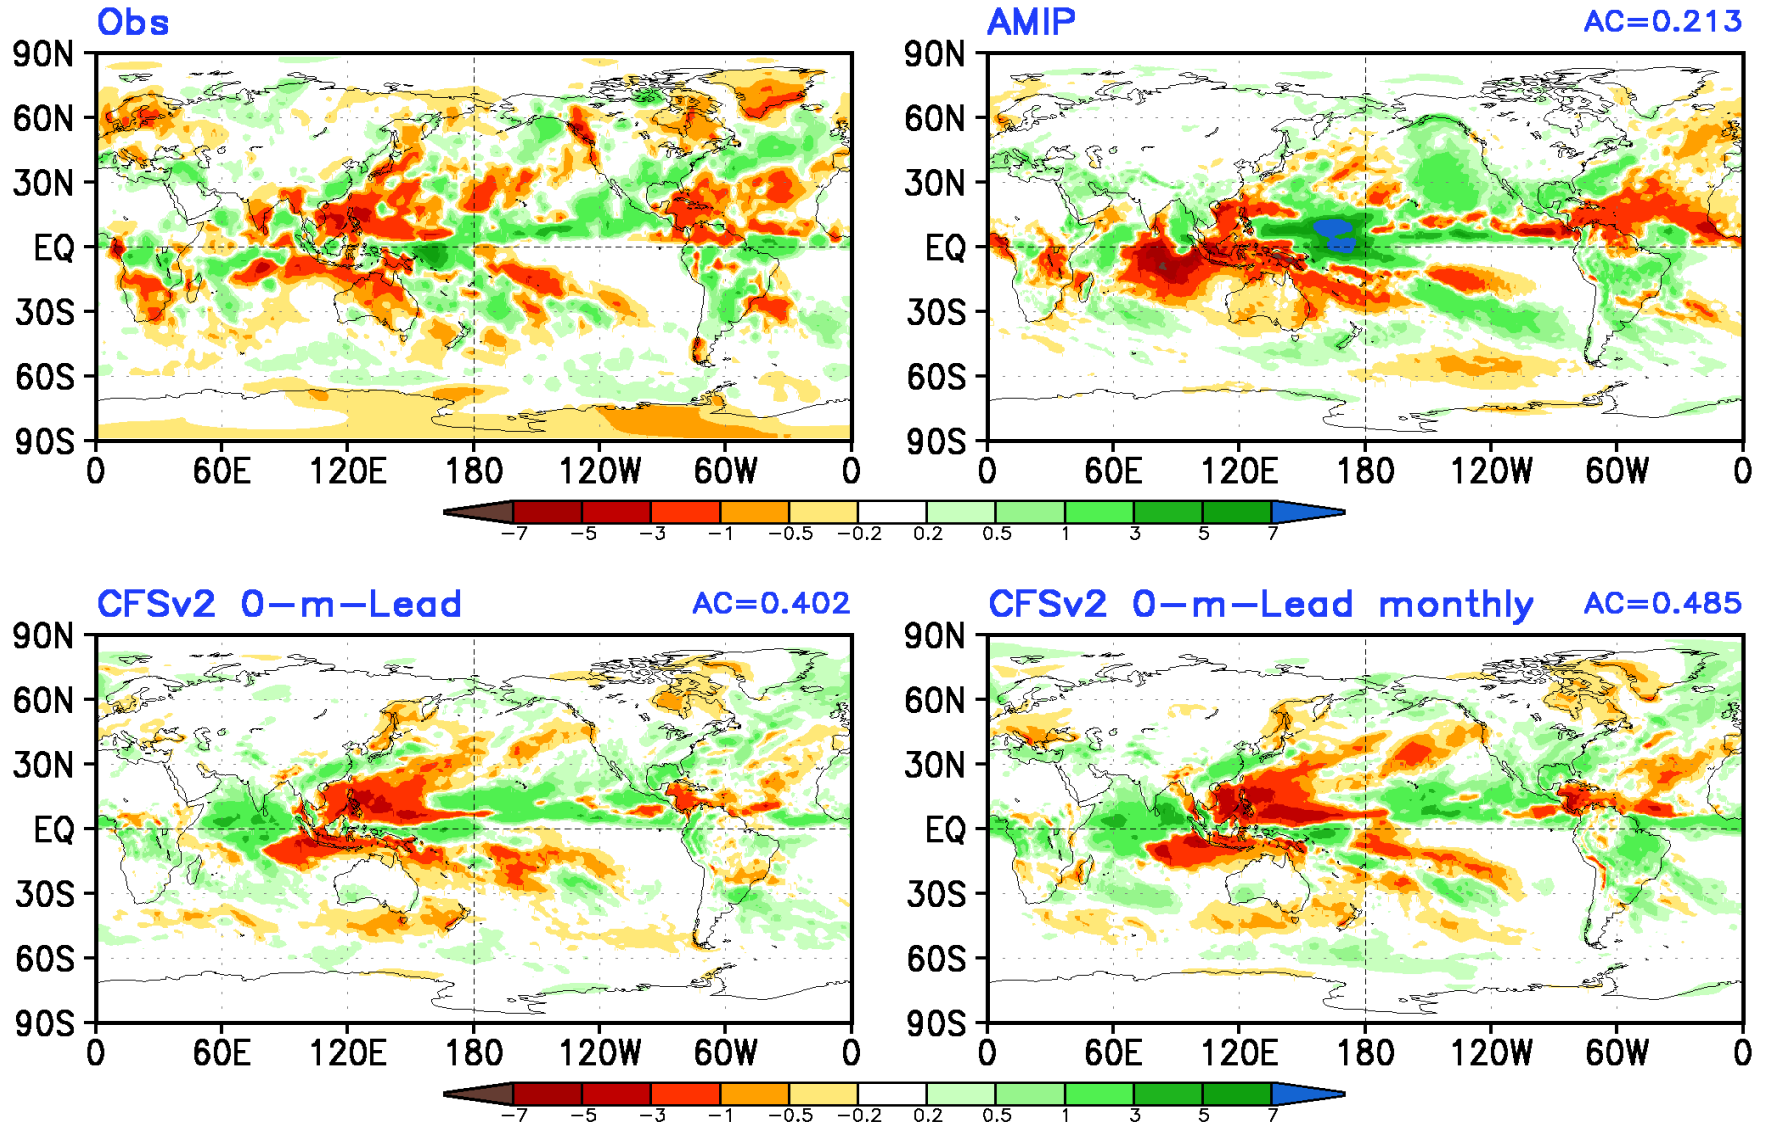 Obs
AMIP AC=0.213
90N 90N
60N 60N
30N 30N
EQ EQ
30S 30S
60S 60S
90S 90S
0 60E 120E 180 120W 60W 0 0 60E 120E 180 120W 60W 0
-7 -5 -3 -1 -0.5 -0.2 0.2 0.5 1 3 5 7
CFSv2 0-m-Lead AC=0.402
CFSv2 0-m-Lead monthly AC=0.485
90N 90N
60N 60N
30N 30N
EQ EQ
30S 30S
60S 60S
90S 90S
0 60E 120E 180 120W 60W 0 0 60E 120E 180 120W 60W 0
-7 -5 -3 -1 -0.5 -0.2 0.2 0.5 1 3 5 7